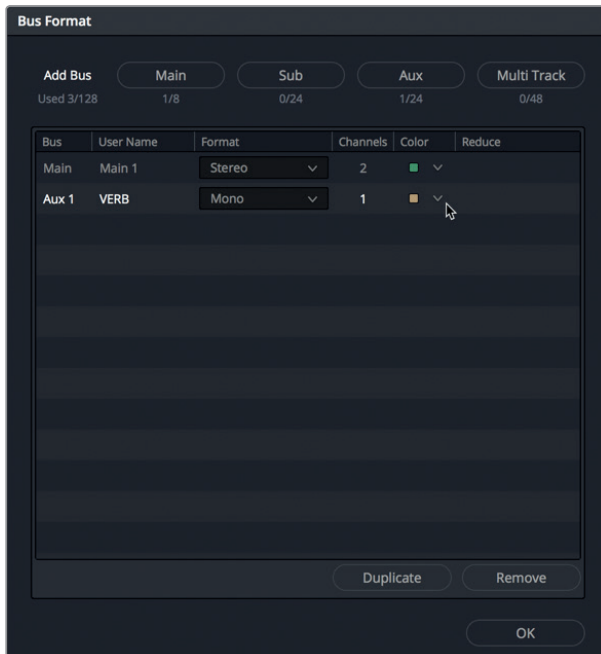 Bus Format
Add Bus Main Sub Aux Multi Track
Used 3/128 1/8 0/24 1/24 0/48
Bus User Name Format Channels Color Reduce
Main Main 1 Stereo 2
Aux 1 VERB Mono 1
Duplicate Remove
OK